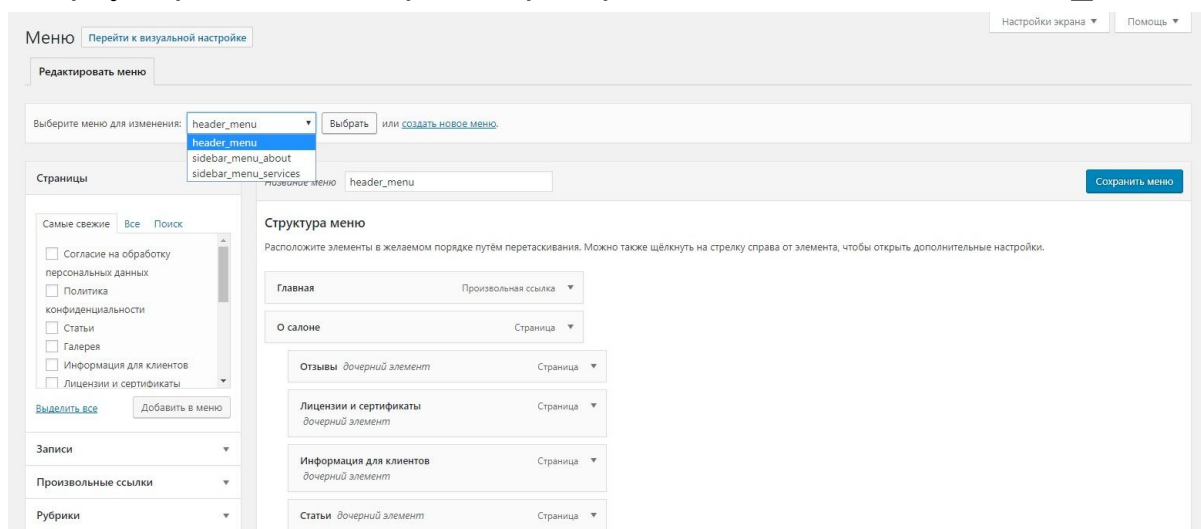 Настройки экрана ▼ Помощь ▼
Меню Перейти к визуальной настройке
Редактировать меню
Выберите меню для изменения: header_menu ▼ Выбрать или создать новое меню.
header_menu
sidebar_menu_about
sidebar_menu_services
Страницы
Название меню header_menu Сохранить меню
Самые свежие Все Поиск
Согласие на обработку
персональных данных
Политика
конфиденциальности
Статьи
Галерея
Информация для клиентов
Лицензии и сертификаты
Выделить все Добавить в меню
Записи ▼
Произвольные ссылки ▼
Рубрики ▼
Структура меню
Расположите элементы в желаемом порядке путём перетаскивания. Можно также щёлкнуть на стрелку справа от элемента, чтобы открыть дополнительные настройки.
Главная Произвольная ссылка ▼
О салоне Страница ▼
Отзывы дочерний элемент Страница ▼
Лицензии и сертификаты Страница ▼
дочерний элемент
Информация для клиентов Страница ▼
дочерний элемент
Статьи дочерний элемент Страница ▼